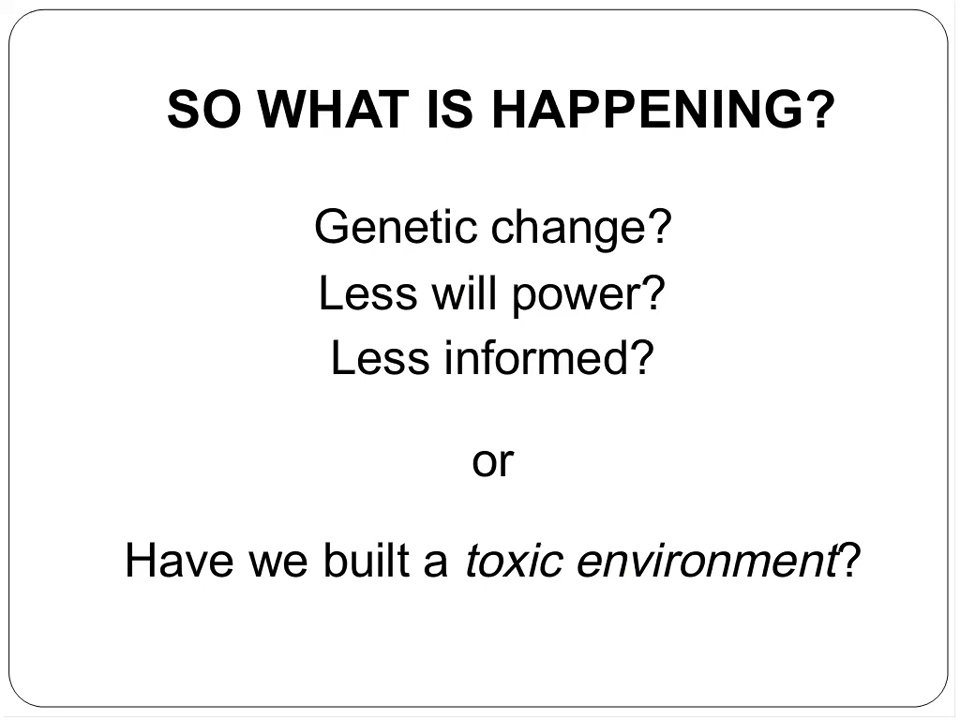 SO WHAT IS HAPPENING?
Genetic change?
Less will power?
Less informed?
or
Have we built a toxic environment?